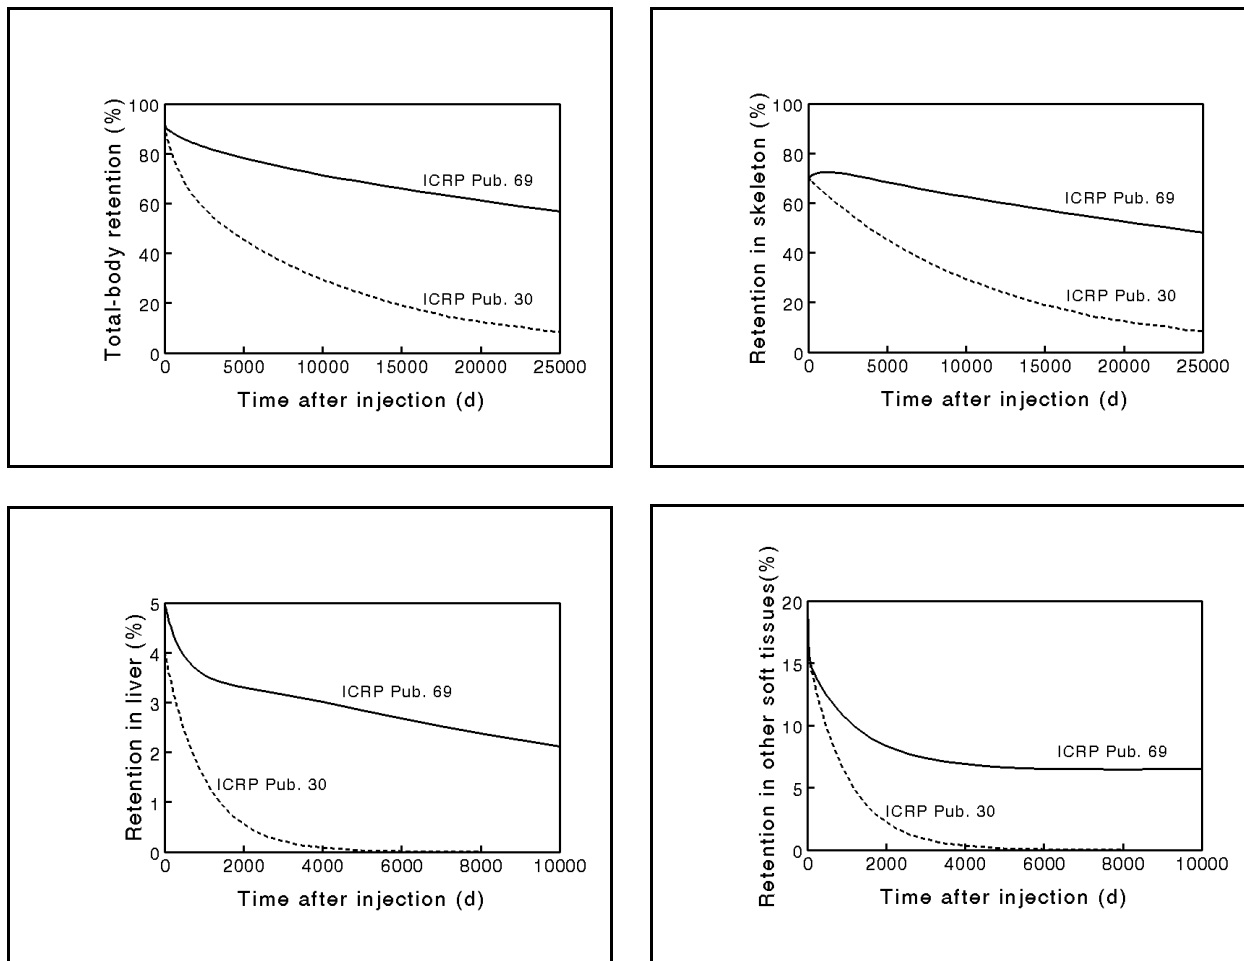 Total-body retention (%)
100
80
60
40
20
0
ICRP Pub. 69
ICRP Pub. 30
0 5000 10000 15000 20000 25000
Time after injection (d)
Retention in skeleton (%)
100
80
60
40
20
0
ICRP Pub. 69
ICRP Pub. 30
0 5000 10000 15000 20000 25000
Time after injection (d)
Retention in liver (%)
5
4
3
2
1
0
ICRP Pub. 69
ICRP Pub. 30
0 2000 4000 6000 8000 10000
Time after injection (d)
Retention in other soft tissues(%)
20
15
10
5
0
ICRP Pub. 69
ICRP Pub. 30
0 2000 4000 6000 8000 10000
Time after injection (d)